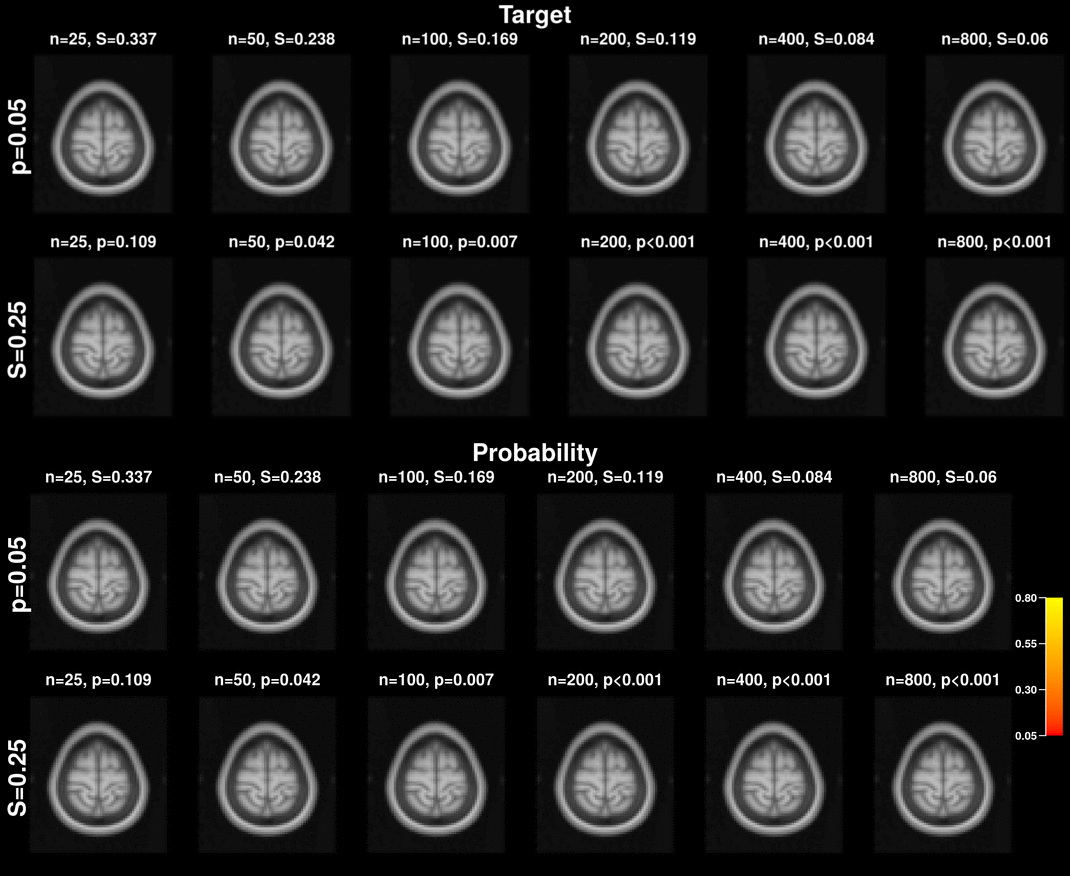 Target
n=25, S=0.337 n=50, S=0.238 n=100, S=0.169 n=200, S=0.119 n=400, S=0.084 n=800, S=0.06
p=0.05
n=25, p=0.109 n=50, p=0.042 n=100, p=0.007 n=200, p<0.001 n=400, p<0.001 n=800, p<0.001
S=0.25
Probability
n=25, S=0.337 n=50, S=0.238 n=100, S=0.169 n=200, S=0.119 n=400, S=0.084 n=800, S=0.06
p=0.05
n=25, p=0.109 n=50, p=0.042 n=100, p=0.007 n=200, p<0.001 n=400, p<0.001 n=800, p<0.001
S=0.25
0.80
0.55
0.30
0.05